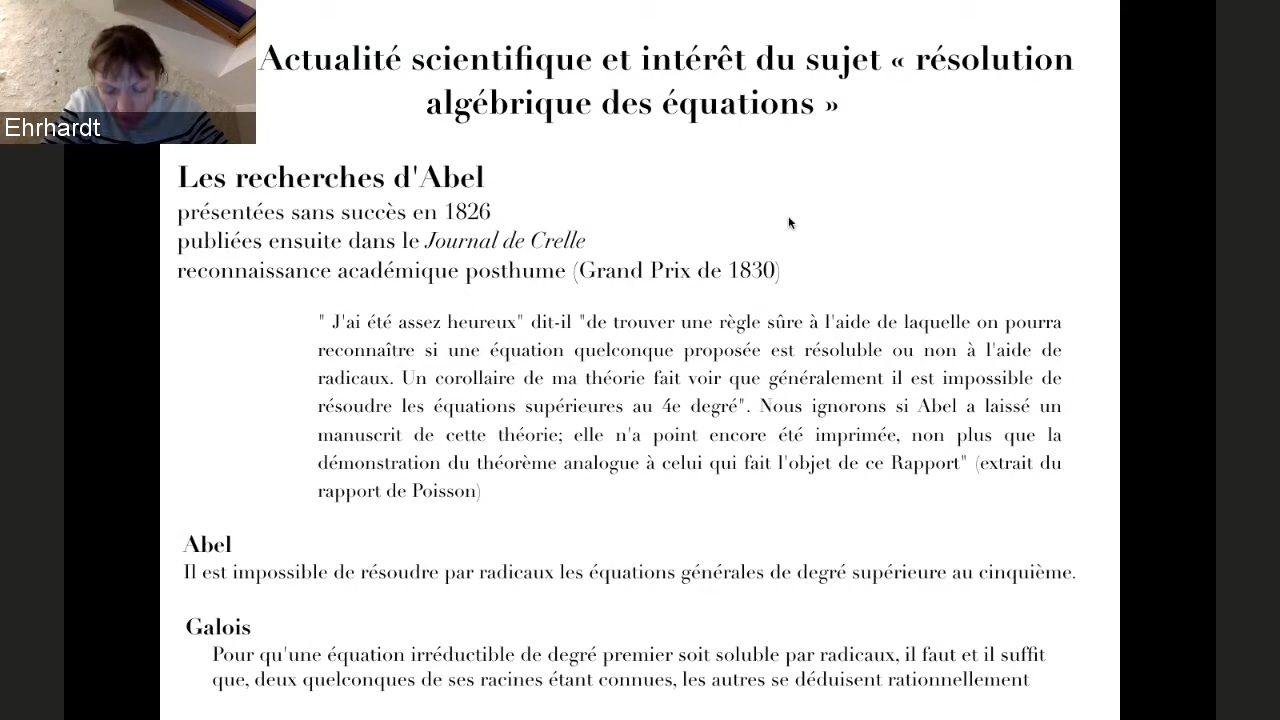 Actualité scientifique et intérêt du sujet « résolution
algébrique des équations »
Ehrhardt
Les recherches d'Abel
présentées sans succès en 1826
publiées ensuite dans le Journal de Crelle
reconnaissance académique posthume (Grand Prix de 1830)
" J'ai été assez heureux" dit-il "de trouver une règle sûre à l'aide de laquelle on pourra
reconnaître si une équation quelconque proposée est résoluble ou non à l'aide de
radicaux. Un corollaire de ma théorie fait voir que généralement il est impossible de
résoudre les équations supérieures au 4e degré". Nous ignorons si Abel a laissé un
manuscrit de cette théorie; elle n'a point encore été imprimée, non plus que la
démonstration du théorème analogue à celui qui fait l'objet de ce Rapport" (extrait du
rapport de Poisson)
Abel
Il est impossible de résoudre par radicaux les équations générales de degré supérieure au cinquième.
Galois
Pour qu'une équation irréductible de degré premier soit soluble par radicaux, il faut et il suffit
que, deux quelconques de ses racines étant connues, les autres se déduisent rationnellement